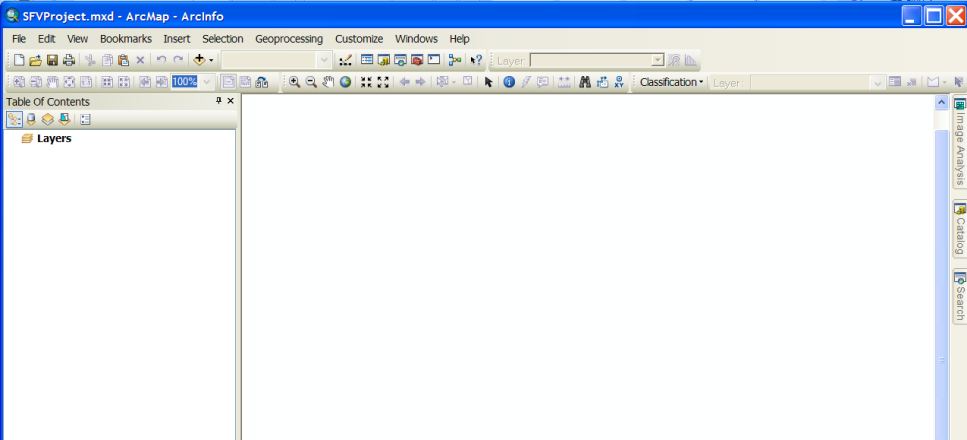 SFVProject.mxd - ArcMap - ArcInfo
File Edit View Bookmarks Insert Selection Geoprocessing Customize Windows Help
Layer
100% Classification Layer
Table Of Contents
Layers
Image Analysis
Catalog
Search